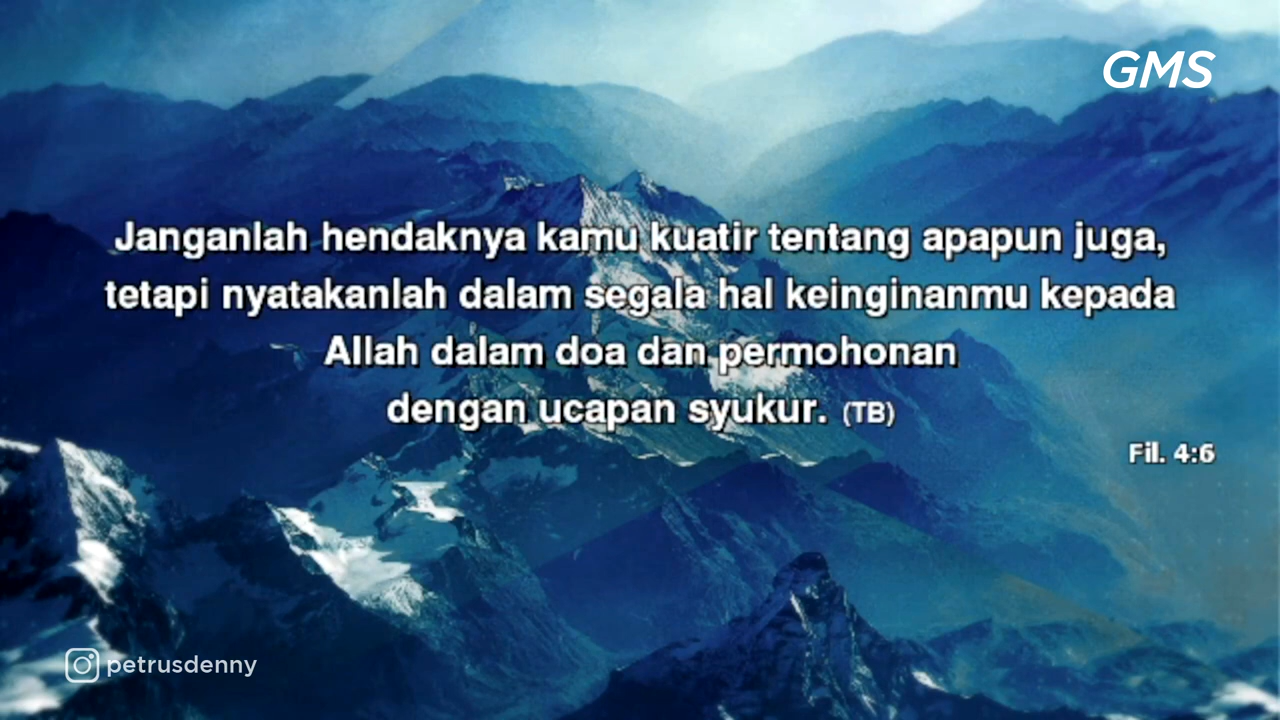 GMS
Janganlah hendaknya kamu kuatir tentang apapun juga,
tetapi nyatakanlah dalam segala hal keinginanmu kepada
Allah dalam doa dan permohonan
dengan ucapan syukur. (TB)
Fil. 4:6
petrusdenny